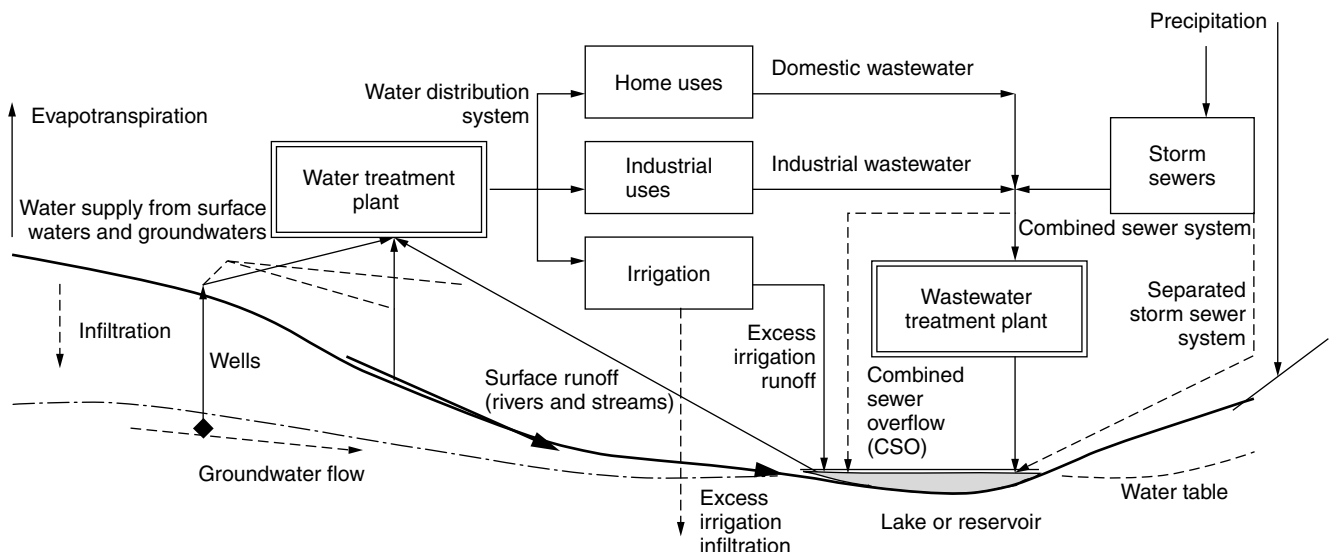 Precipitation
Home uses
Domestic wastewater
Water distribution
system
Evapotranspiration
Water treatment
plant
Industrial
uses
Industrial wastewater
Storm
sewers
Water supply from surface
waters and groundwaters
Combined sewer system
Irrigation
Wastewater
treatment plant
Separated
storm sewer
system
Infiltration
Wells
Excess
irrigation
runoff
Surface runoff
(rivers and streams)
Combined
sewer
overflow
(CSO)
Groundwater flow
Excess
irrigation
infiltration
Lake or reservoir
Water table